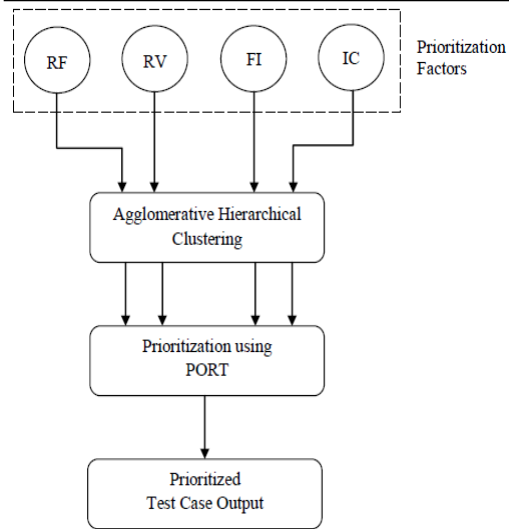 RF
RV
FI
IC
Prioritization
Factors
Agglomerative Hierarchical
Clustering
Prioritization using
PORT
Prioritized
Test Case Output